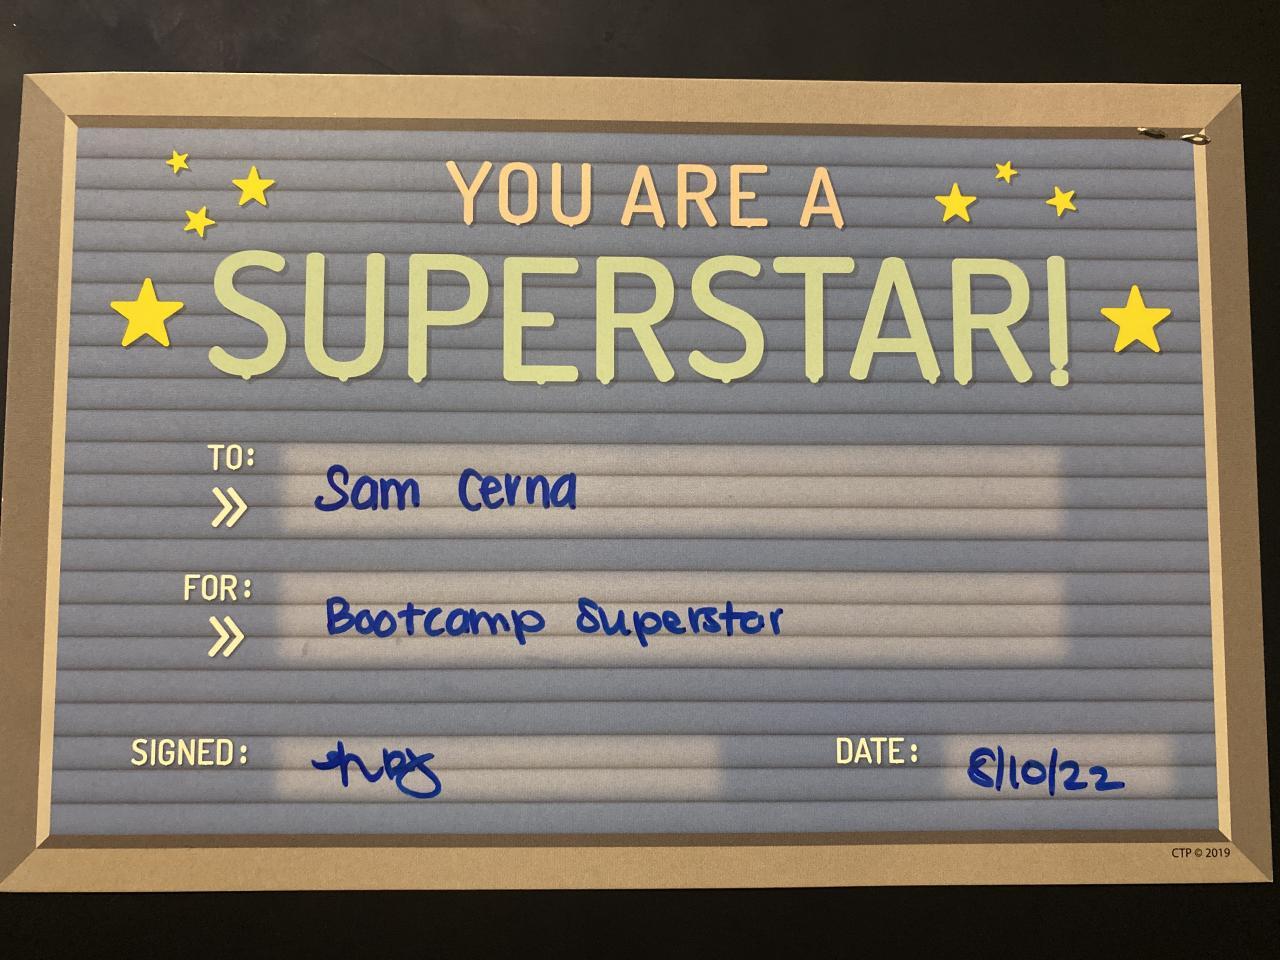 YOU ARE A
SUPERSTAR!
TO:
Sam Cerna
FOR:
Bootcamp Superstar
SIGNED:
DATE: 8/10/22
CTP © 2019